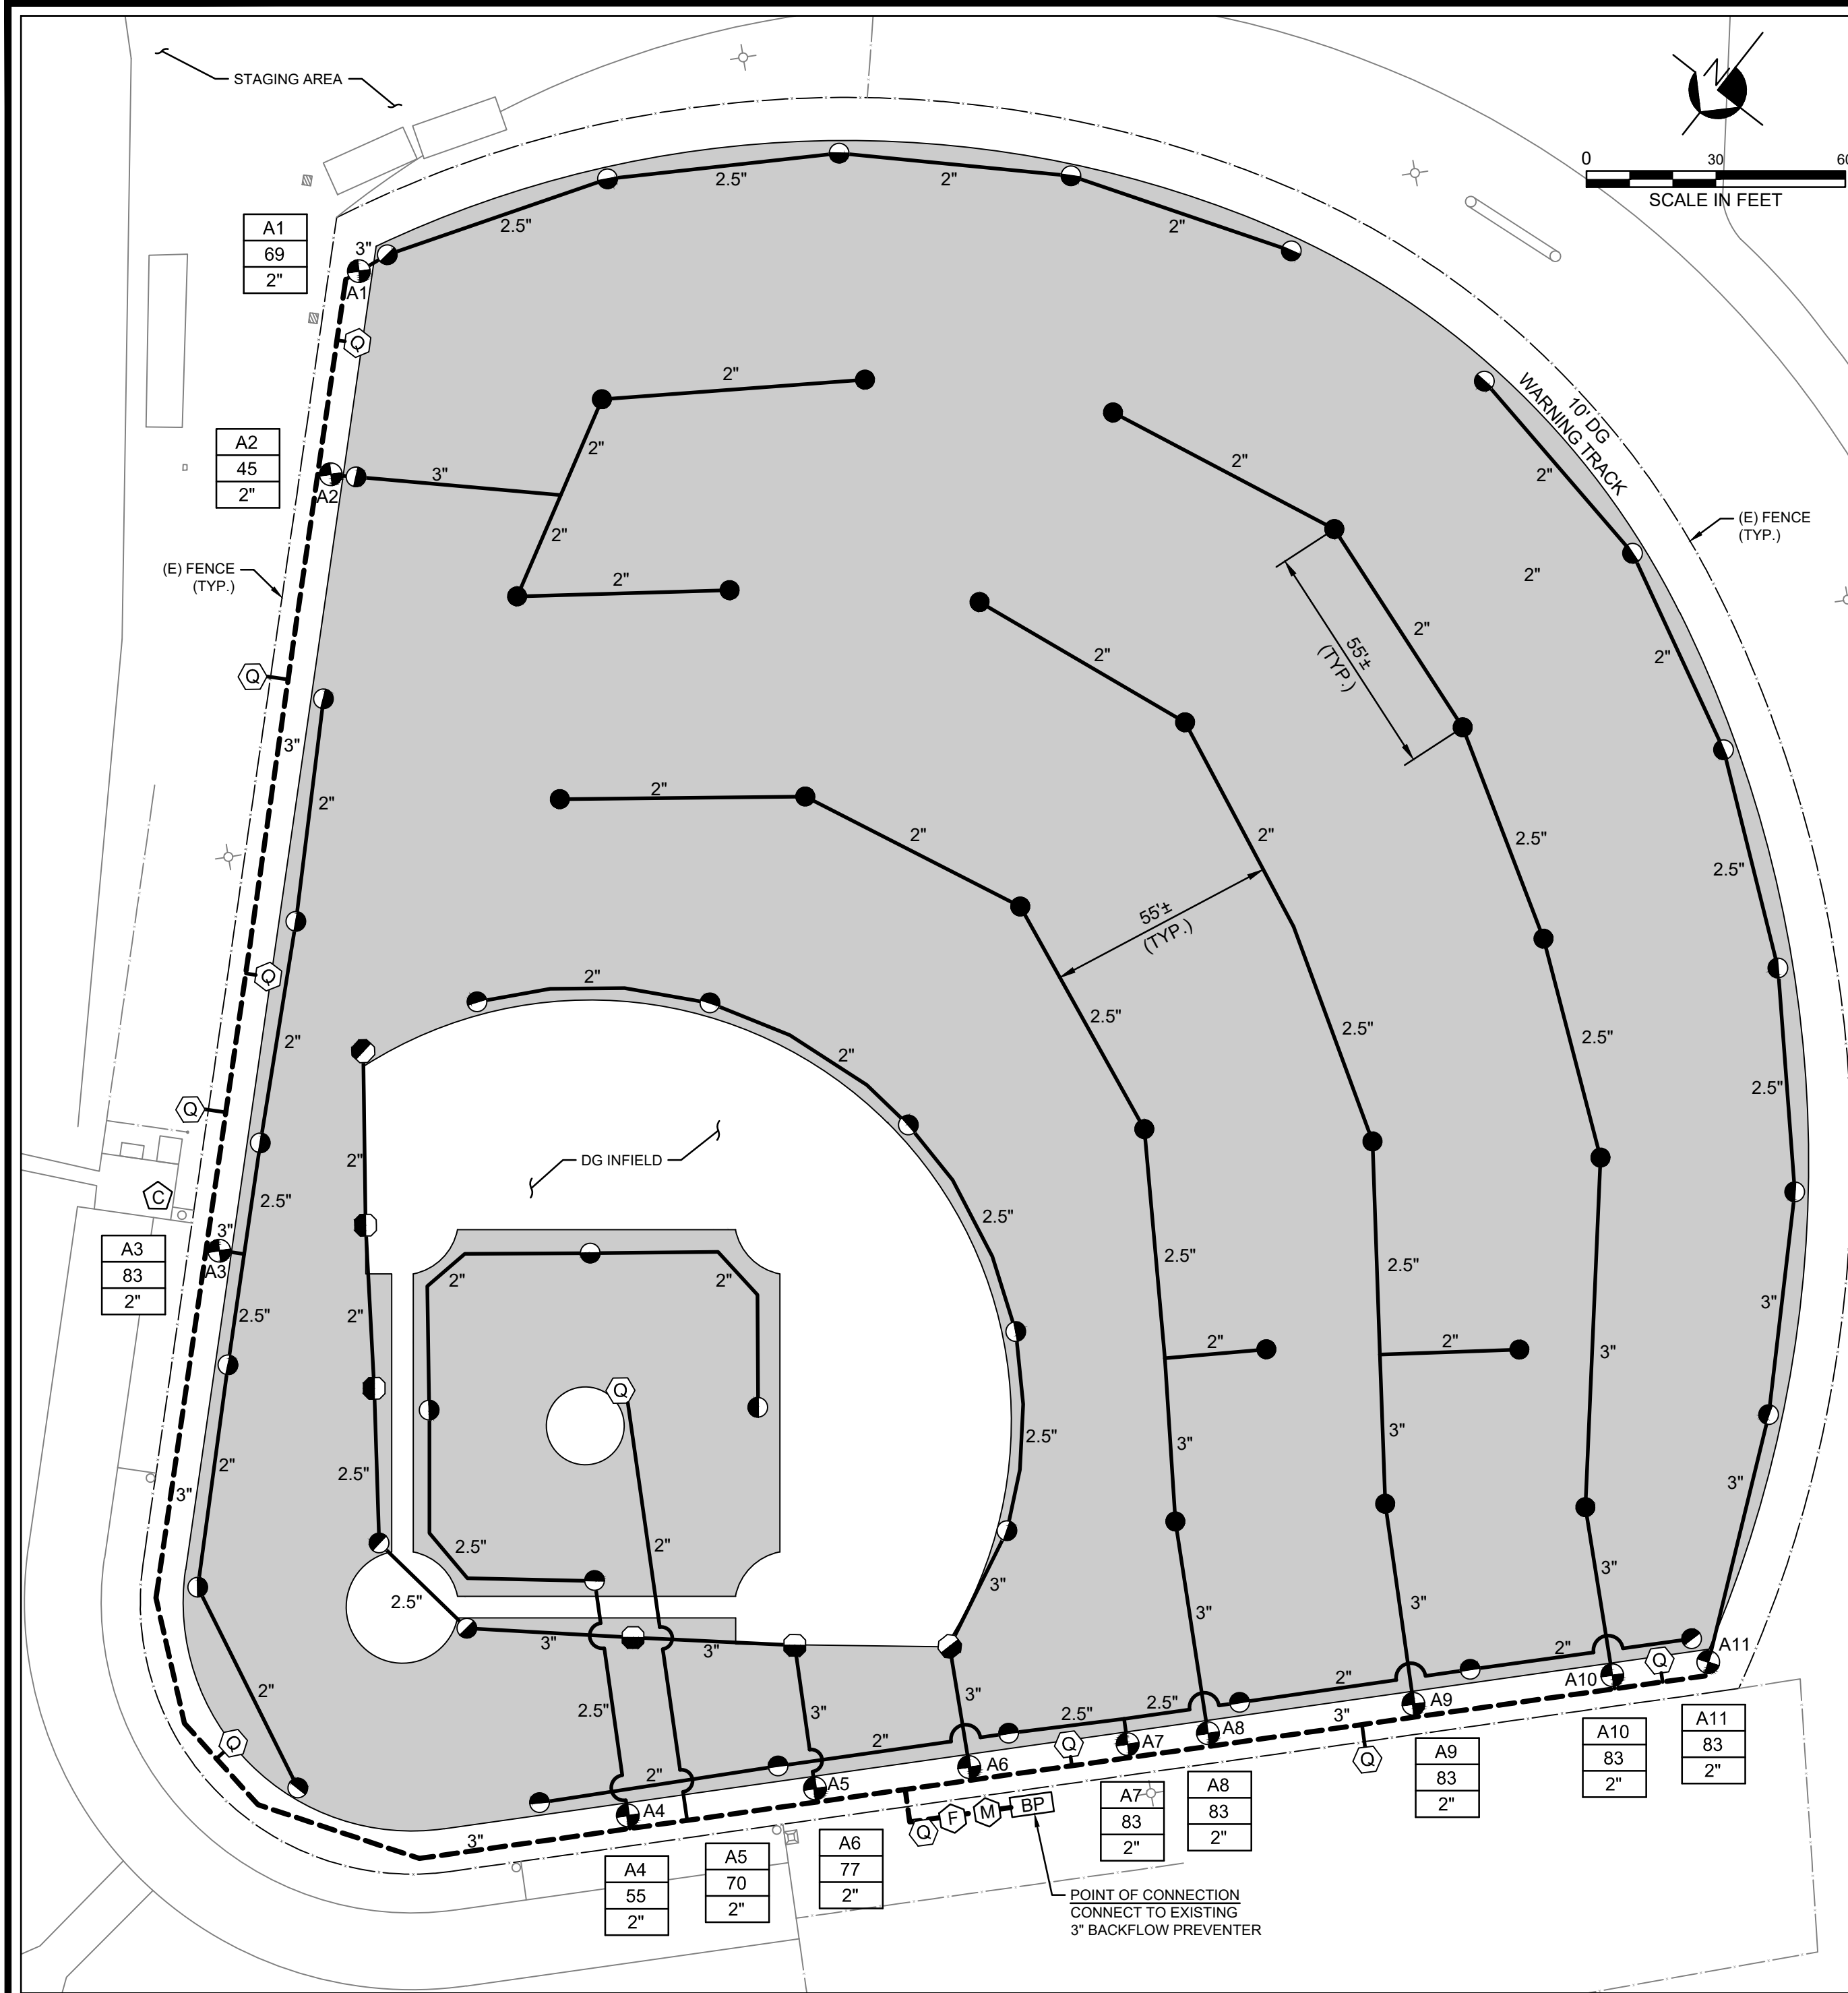 STAGING AREA
0 30 60
SCALE IN FEET
A1
69
2"
3"
A1
2.5"
2.5"
2"
2"
Q
A2
45
2"
A2
3"
2"
2"
2"
2"
2"
2"
10' DG
WARNING TRACK
2"
2"
(E) FENCE
(TYP.)
(E) FENCE
(TYP.)
2"
2"
55'±
(TYP.)
2"
Q
3"
2"
2"
2"
2"
2.5"
2.5"
55'±
(TYP.)
Q
2"
2"
2"
2.5"
2.5"
2.5"
2.5"
Q
DG INFIELD
2"
C
2.5"
2.5"
3"
A3
A3
83
2"
2.5"
2"
2"
2"
2.5"
2.5"
3"
2"
2"
3"
Q
2.5"
3"
3"
3"
2"
3"
2.5"
2.5"
2"
3"
3"
2.5"
3"
3"
3"
3"
2"
3"
2.5"
3"
3"
2.5"
2.5"
2"
2"
Q
A11
A10
A9
3"
Q
A8
A7
Q
A6
2"
2"
A5
A4
Q
3"
Q
F
M
BP
A4
55
2"
A5
70
2"
A6
77
2"
A7
83
2"
A8
83
2"
A9
83
2"
A10
83
2"
A11
83
2"
POINT OF CONNECTION
CONNECT TO EXISTING
3" BACKFLOW PREVENTER